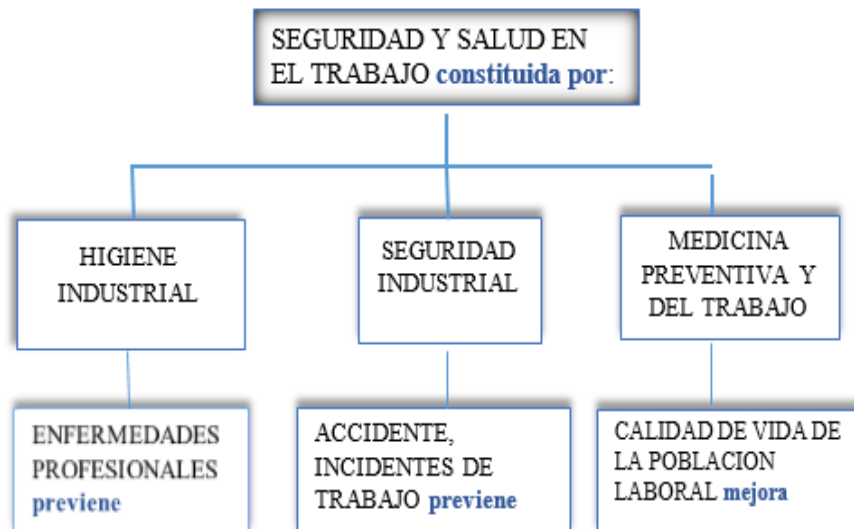 SEGURIDAD Y SALUD EN
EL TRABAJO constituida por:
HIGIENE
INDUSTRIAL
SEGURIDAD
INDUSTRIAL
MEDICINA
PREVENTIVA Y
DEL TRABAJO
ENFERMEDADES
PROFESIONALES
previene
ACCIDENTE,
INCIDENTES DE
TRABAJO previene
CALIDAD DE VIDA DE
LA POBLACION
LABORAL mejora